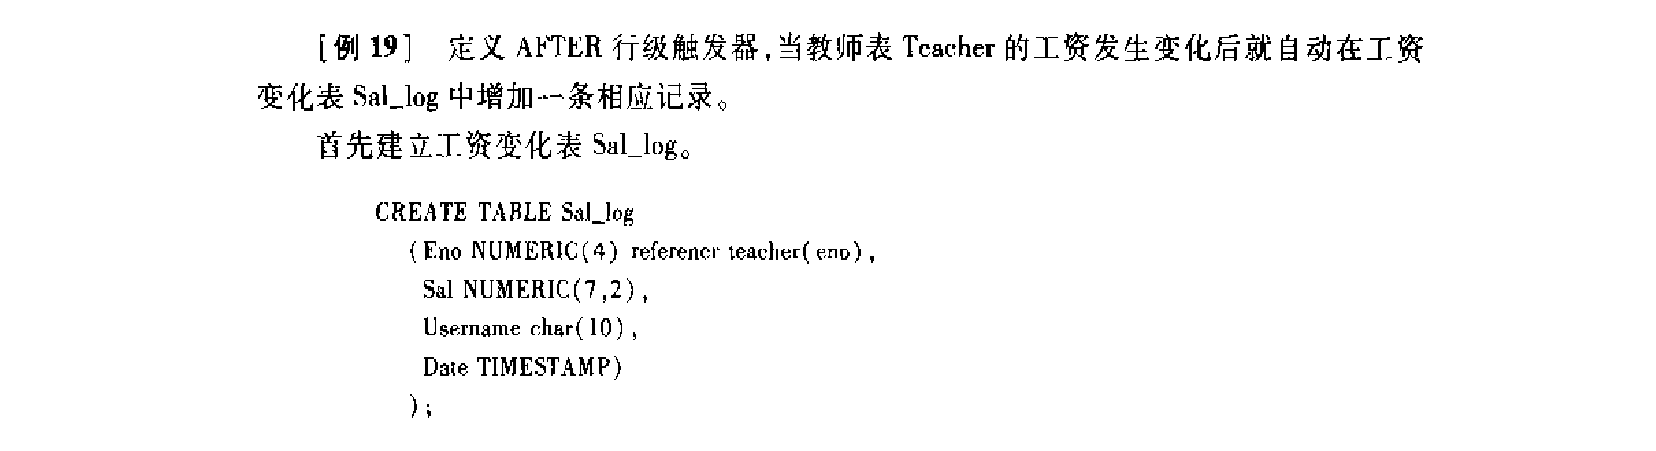 [例 19] 定义 AFTER 行级触发器,当教师表 Teacher 的工资发生变化后就自动在工资
变化表 Sal_log 中增加一条相应记录。
首先建立工资变化表 Sal_log。
CREATE TABLE Sal_log
(Eno NUMERIC(4) reference teacher(eno),
Sal NUMERIC(7,2),
Username char(10),
Date TIMESTAMP)
);